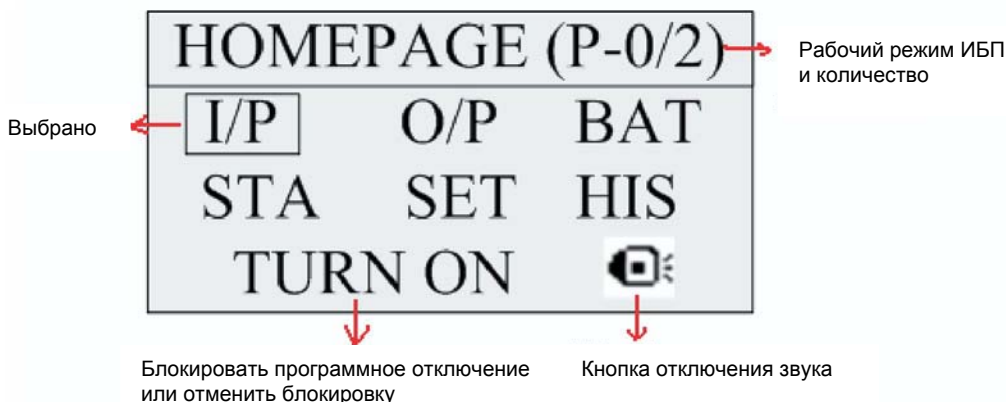 HOMEPAGE (P-0/2)
Рабочий режим ИБП
и количество
Выбрано
I/P O/P BAT
STA SET HIS
TURN ON
Блокировать программное отключение
или отменить блокировку
Кнопка отключения звука